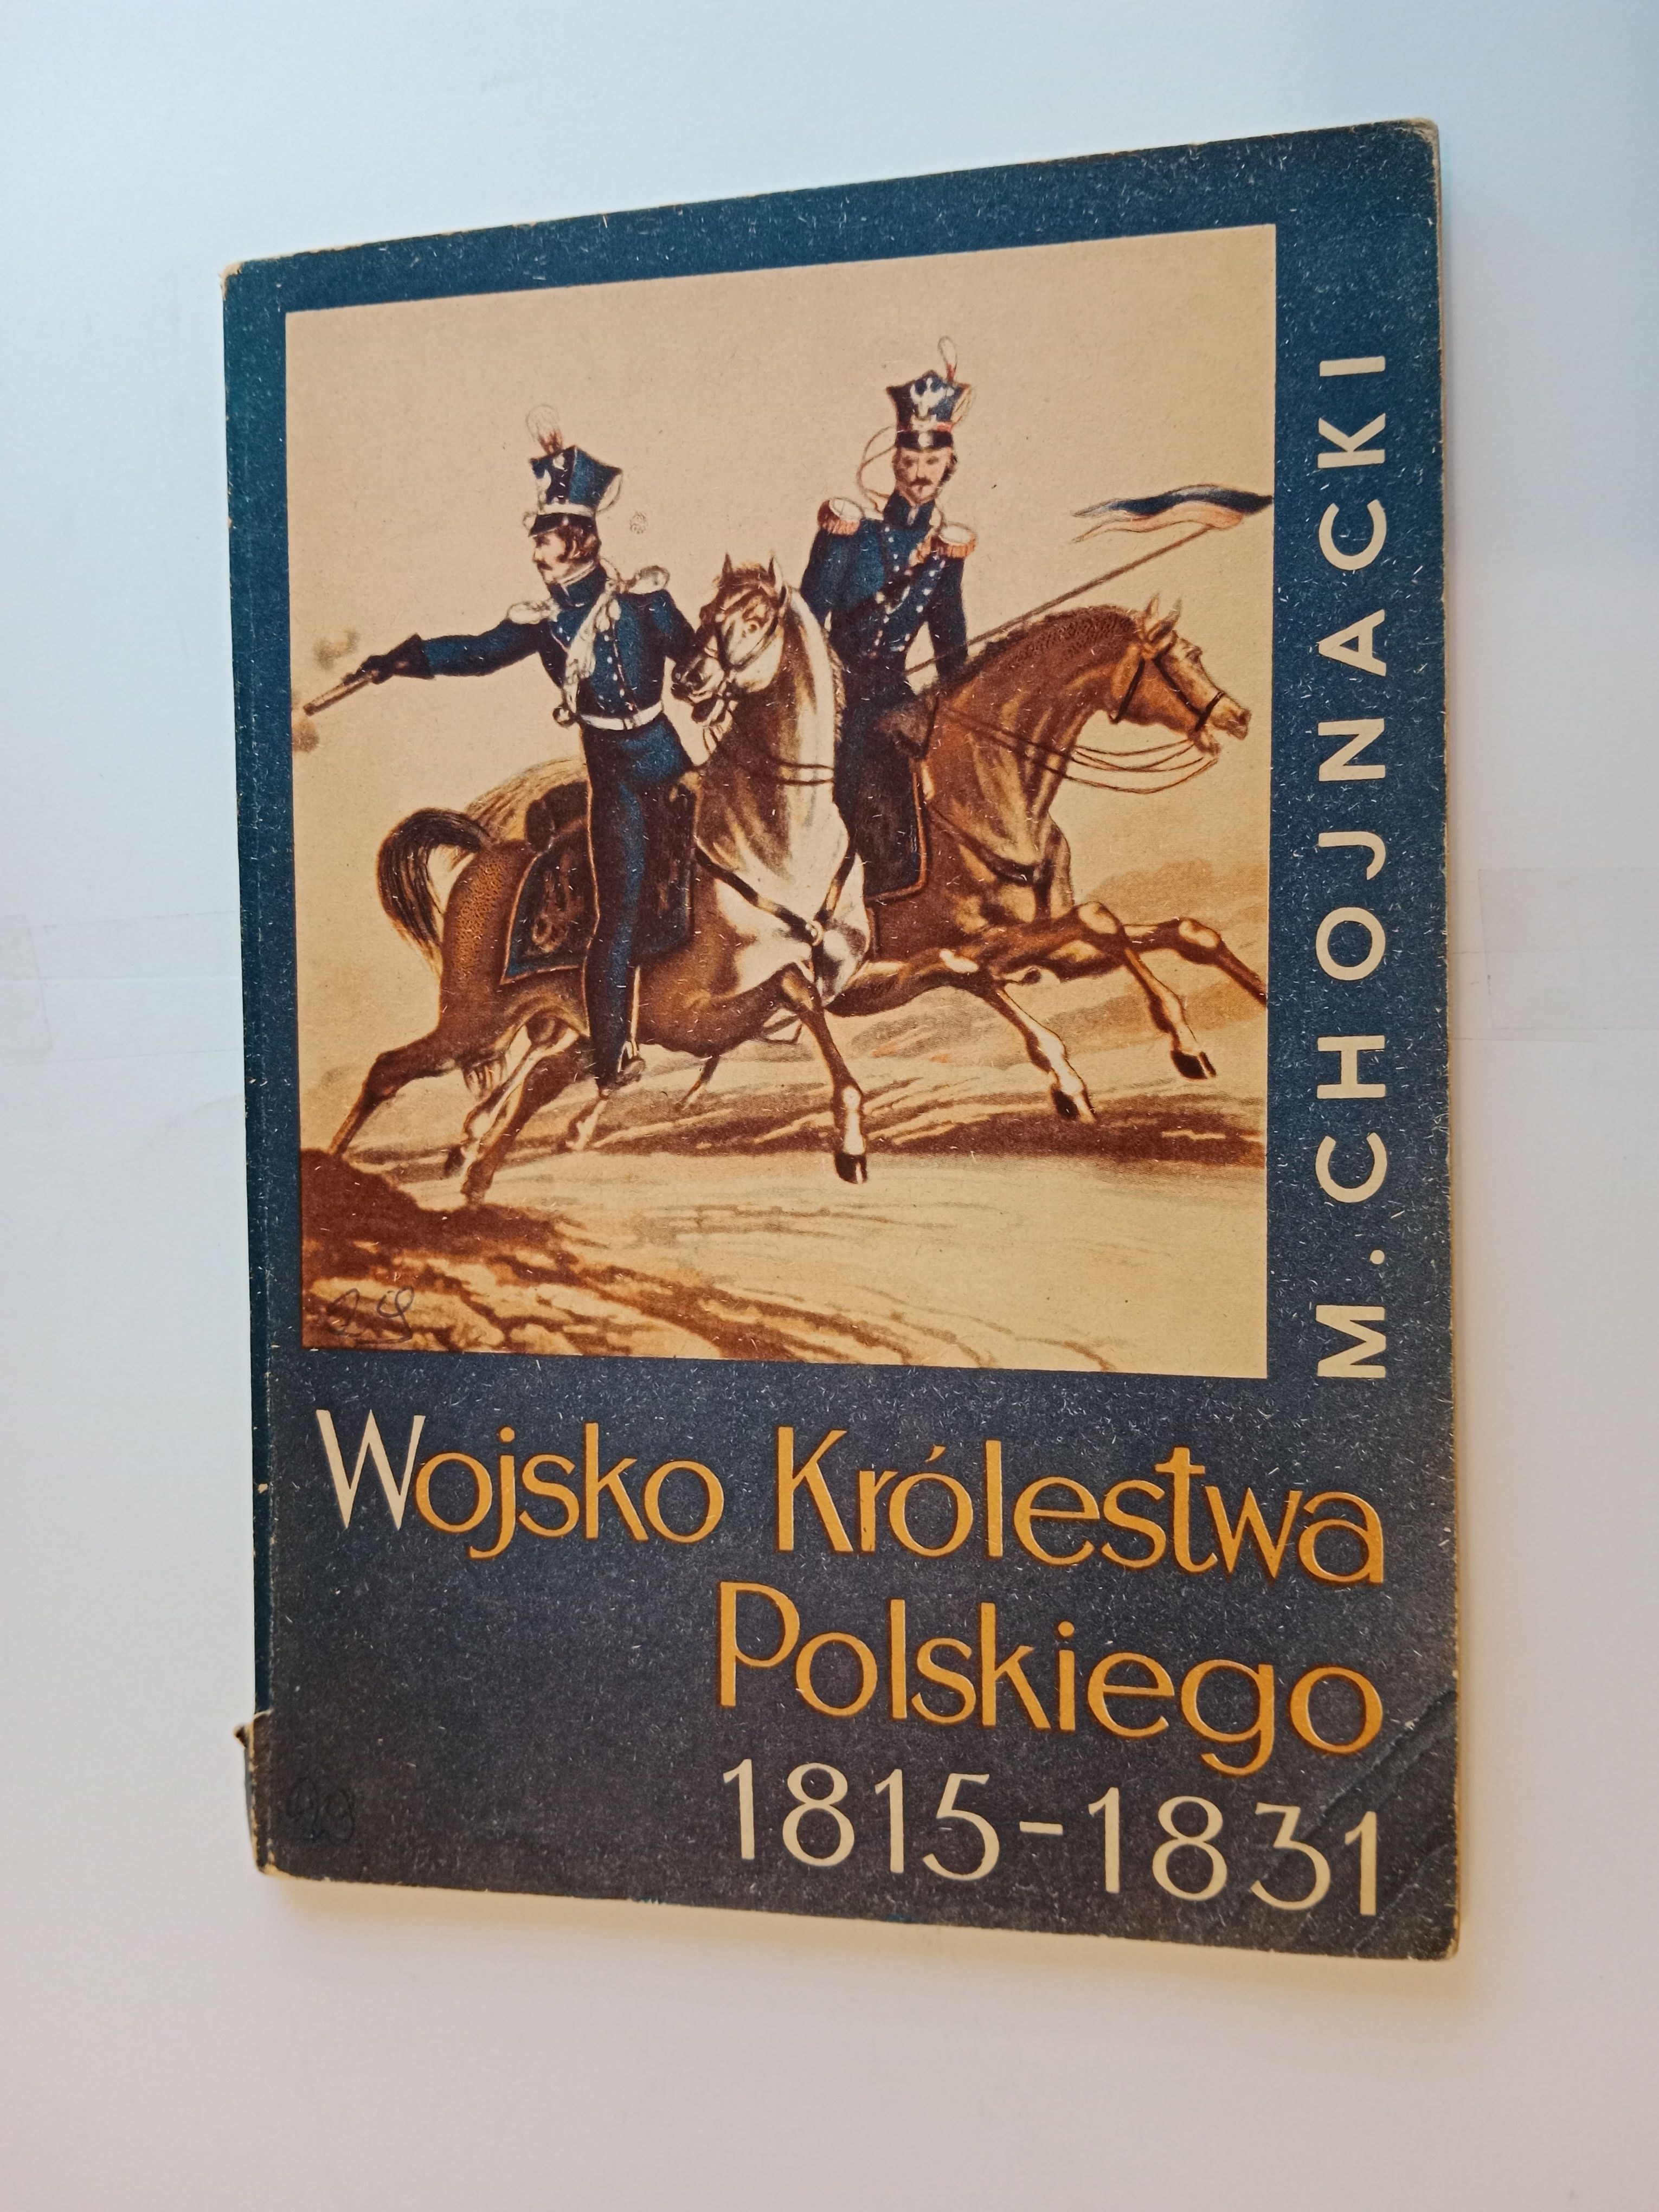 M. CHOJNACKI
Wojsko Królestwa
Polskiego
1815-1831